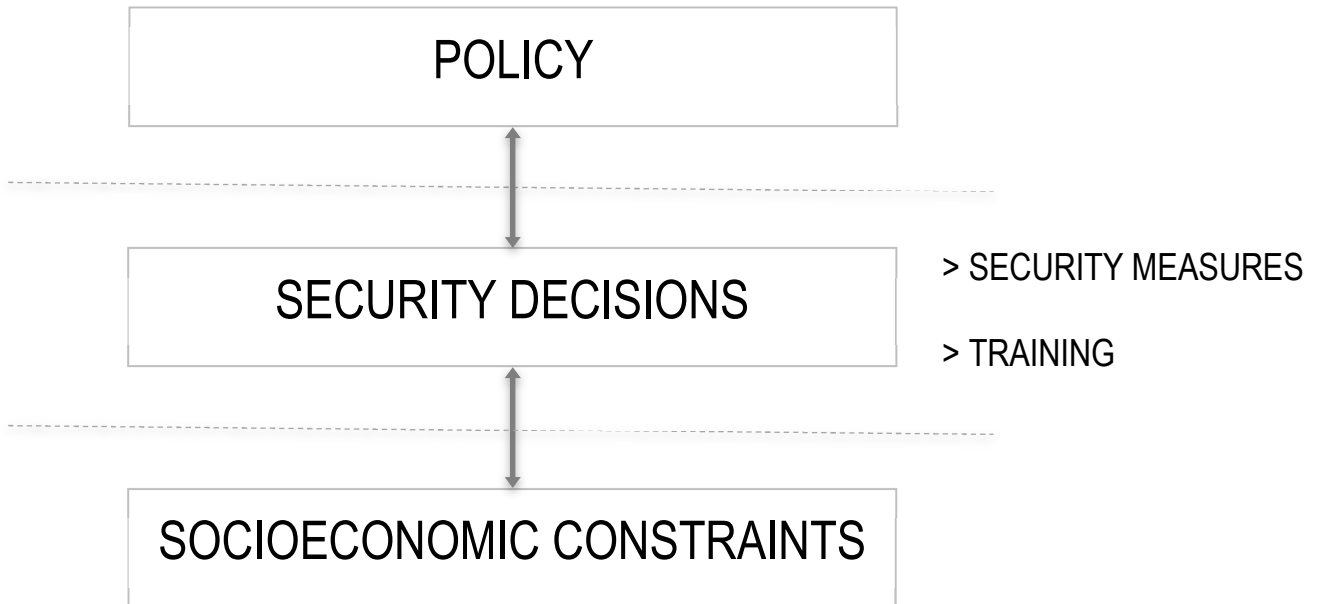 POLICY
SECURITY DECISIONS
> SECURITY MEASURES
> TRAINING
SOCIOECONOMIC CONSTRAINTS